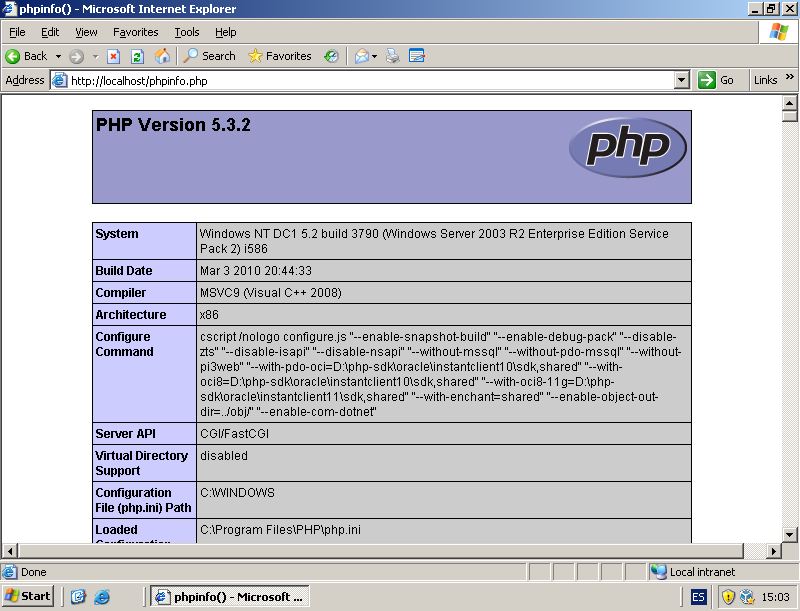 phpinfo() - Microsoft Internet Explorer
File Edit View Favorites Tools Help
Back Search Favorites
Address http://localhost/phpinfo.php Go Links »
PHP Version 5.3.2
php
System Windows NT DC1 5.2 build 3790 (Windows Server 2003 R2 Enterprise Edition Service
Pack 2) i586
Build Date Mar 3 2010 20:44:33
Compiler MSVC9 (Visual C++ 2008)
Architecture x86
Configure cscript /nologo configure.js "--enable-snapshot-build" "--enable-debug-pack" "--disable-
Command zts" "--disable-isapi" "--disable-nsapi" "--without-mssql" "--without-pdo-mssql" "--without-
pi3web" "--with-pdo-oci=D:\php-sdk\oracle\instantclient10\sdk,shared" "--with-
oci8=D:\php-sdk\oracle\instantclient10\sdk,shared" "--with-oci8-11g=D:\php-
sdk\oracle\instantclient11\sdk,shared" "--with-enchant=shared" "--enable-object-out-
dir=../obj/" "--enable-com-dotnet"
Server API CGI/FastCGI
Virtual Directory disabled
Support
Configuration C:\WINDOWS
File (php.ini) Path
Loaded C:\Program Files\PHP\php.ini
Configuration
Done Local intranet
Start phpinfo() - Microsoft ... ES 15:03